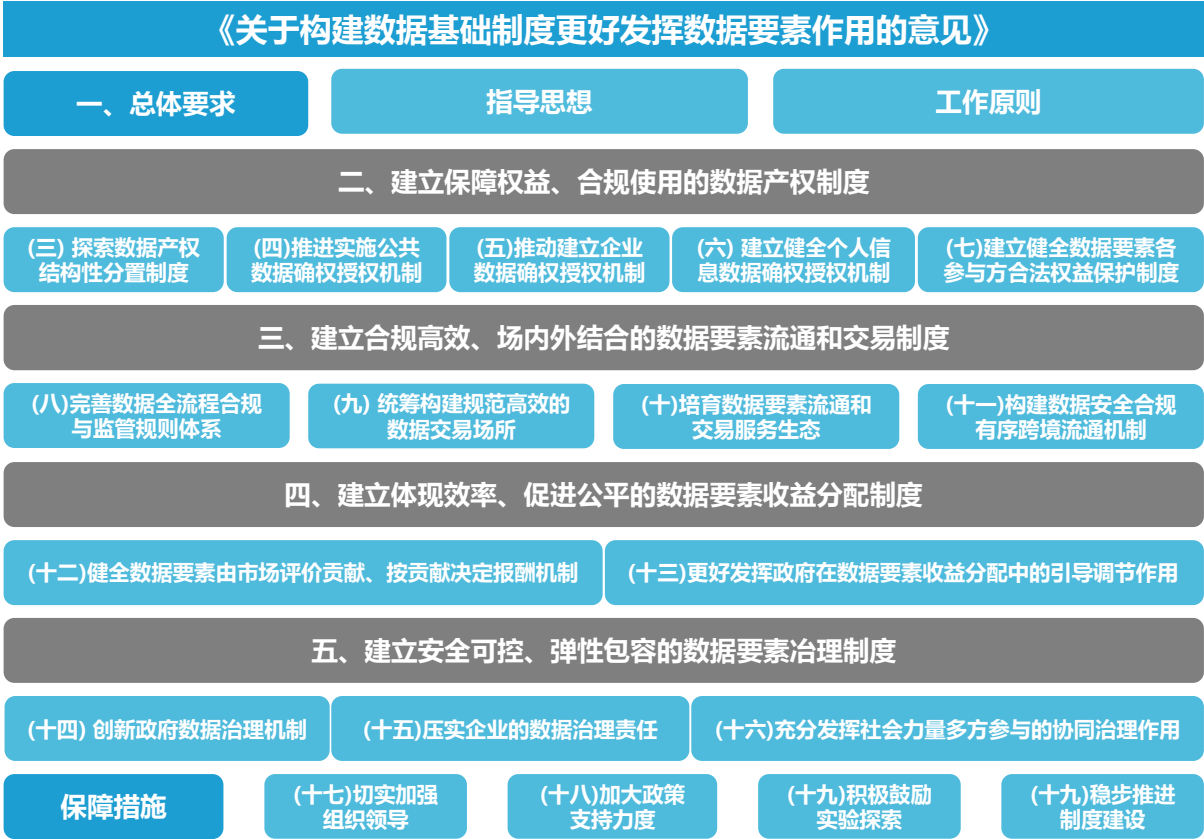 《关于构建数据基础制度更好发挥数据要素作用的意见》
一、总体要求
指导思想
工作原则
二、建立保障权益、合规使用的数据产权制度
(三) 探索数据产权
结构性分置制度
(四)推进实施公共
数据确权授权机制
(五)推动建立企业
数据确权授权机制
(六) 建立健全个人信
息数据确权授权机制
(七)建立健全数据要素各
参与方合法权益保护制度
三、建立合规高效、场内外结合的数据要素流通和交易制度
(八)完善数据全流程合规
与监管规则体系
(九) 统筹构建规范高效的
数据交易场所
(十)培育数据要素流通和
交易服务生态
(十一)构建数据安全合规
有序跨境流通机制
四、建立体现效率、促进公平的数据要素收益分配制度
(十二)健全数据要素由市场评价贡献、按贡献决定报酬机制
(十三)更好发挥政府在数据要素收益分配中的引导调节作用
五、建立安全可控、弹性包容的数据要素冶理制度
(十四) 创新政府数据治理机制
(十五)压实企业的数据治理责任
(十六)充分发挥社会力量多方参与的协同治理作用
保障措施
(十七)切实加强
组织领导
(十八)加大政策
支持力度
(十九)积极鼓励
实验探索
(十九)稳步推进
制度建设